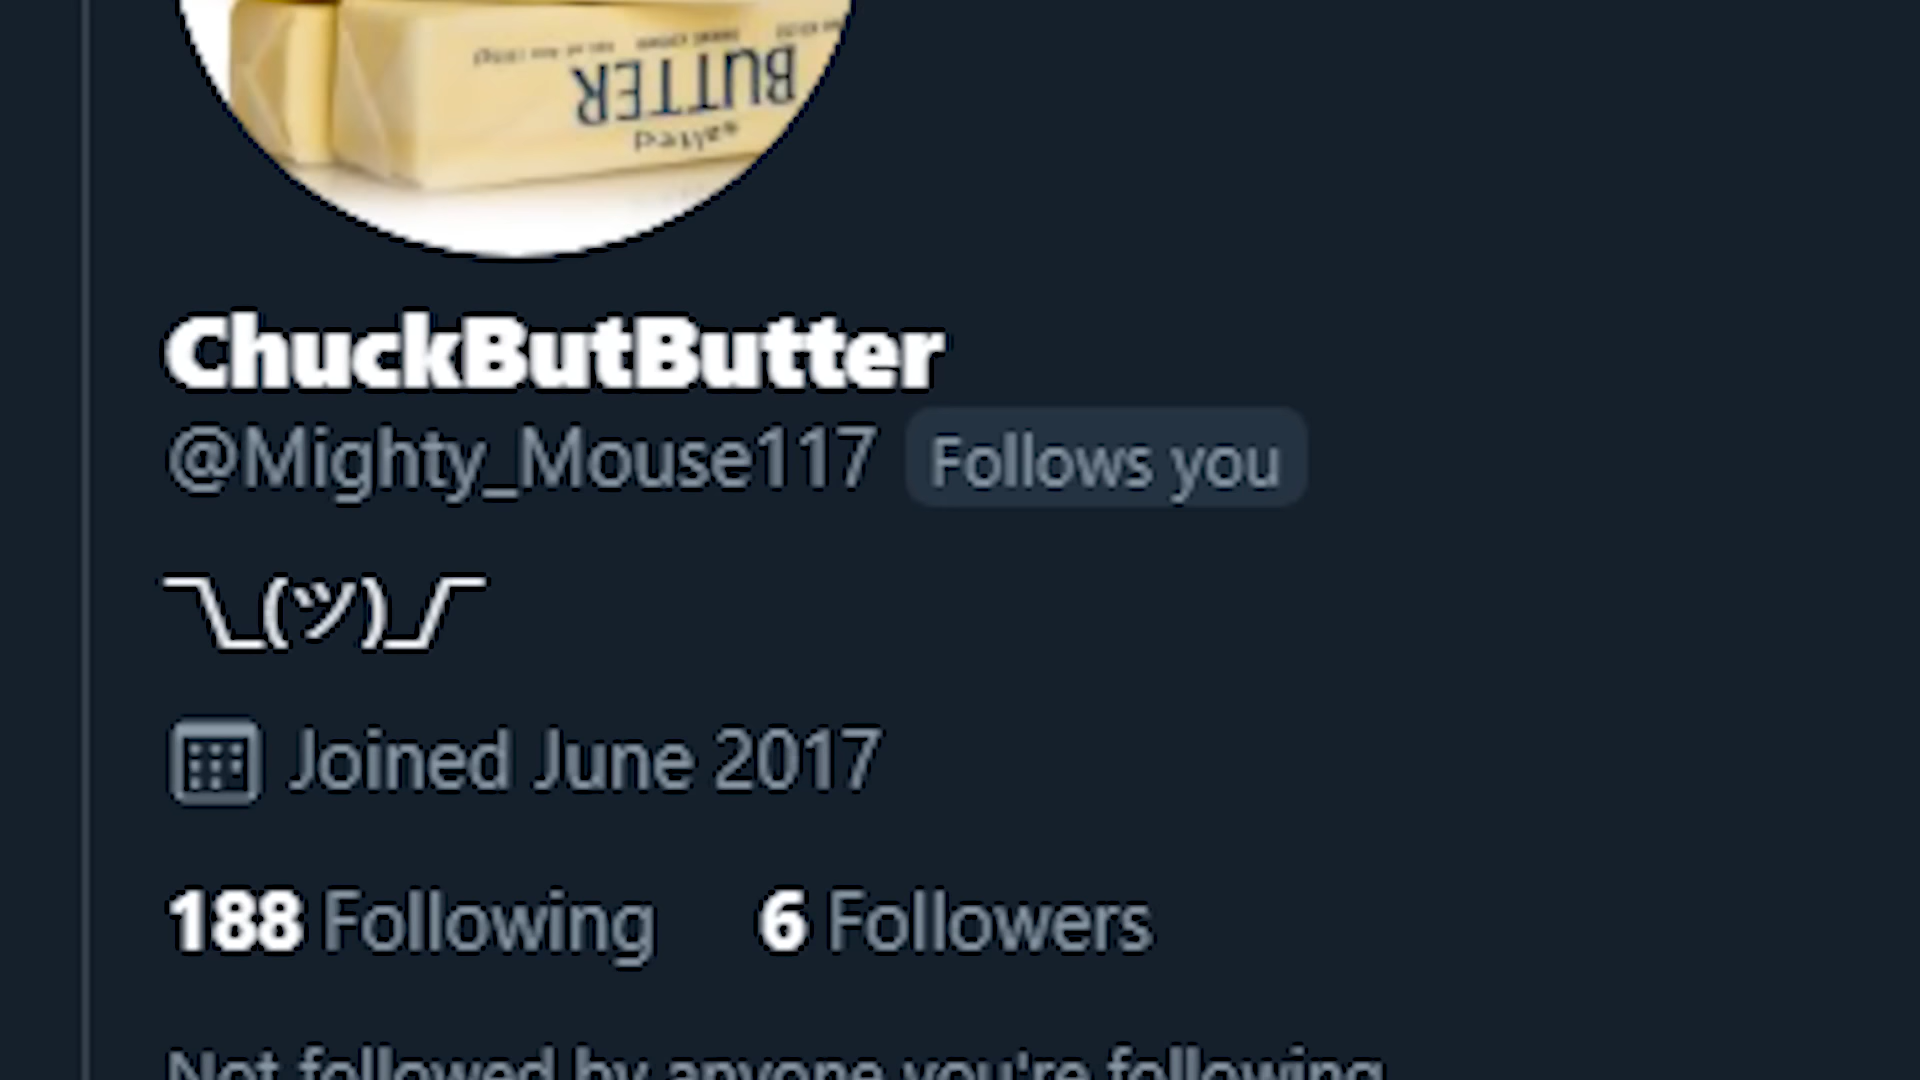 BUTTER
salted
ChuckButButter
@Mighty_Mouse117 Follows you
¯\_(ツ)_/¯
Joined June 2017
188 Following 6 Followers
Not followed by anyone you're following